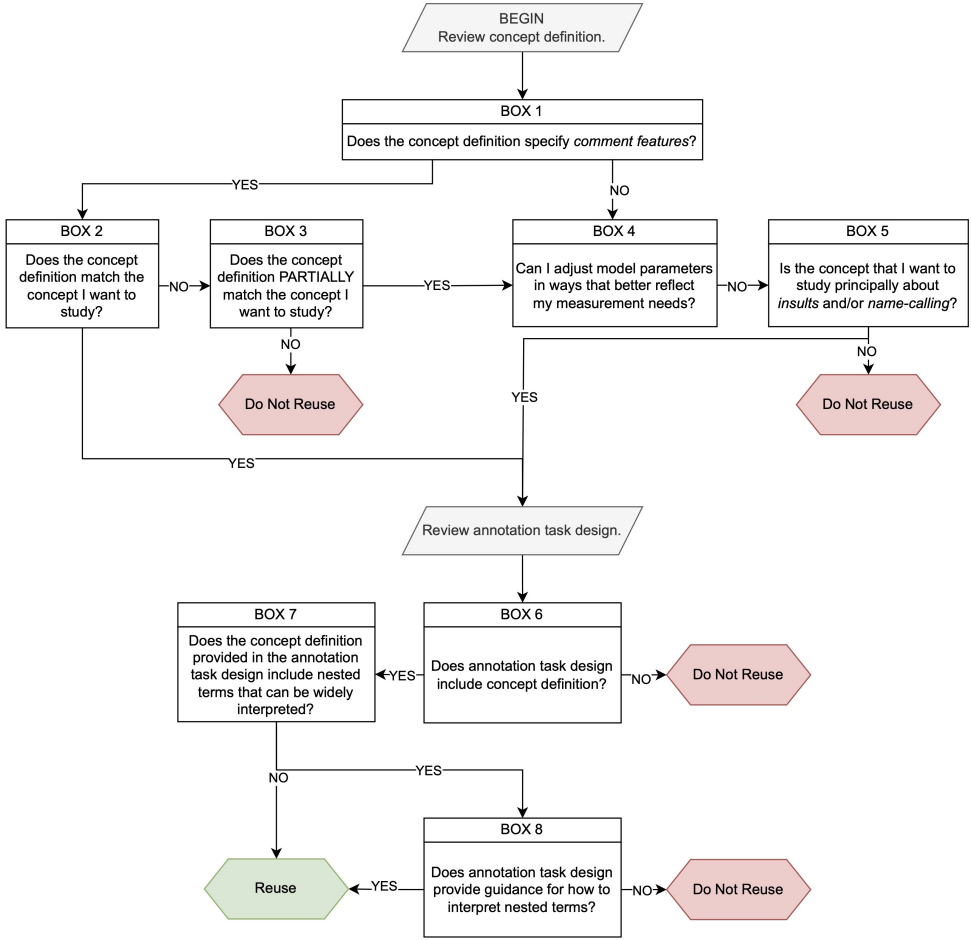 BEGIN
Review concept definition.
BOX 1
Does the concept definition specify comment features?
YES
NO
BOX 2
Does the concept
definition match the
concept I want to
study?
NO
BOX 3
Does the concept
definition PARTIALLY
match the concept I
want to study?
YES
BOX 4
Can I adjust model parameters
in ways that better reflect
my measurement needs?
NO
BOX 5
Is the concept that I want to
study principally about
insults and/or name-calling?
NO
Do Not Reuse
YES
NO
Do Not Reuse
YES
Review annotation task design.
BOX 7
Does the concept definition
provided in the annotation
task design include nested
terms that can be widely
interpreted?
YES
BOX 6
Does annotation task design
include concept definition?
NO
Do Not Reuse
NO
YES
BOX 8
Does annotation task design
provide guidance for how to
interpret nested terms?
Reuse
YES
NO
Do Not Reuse